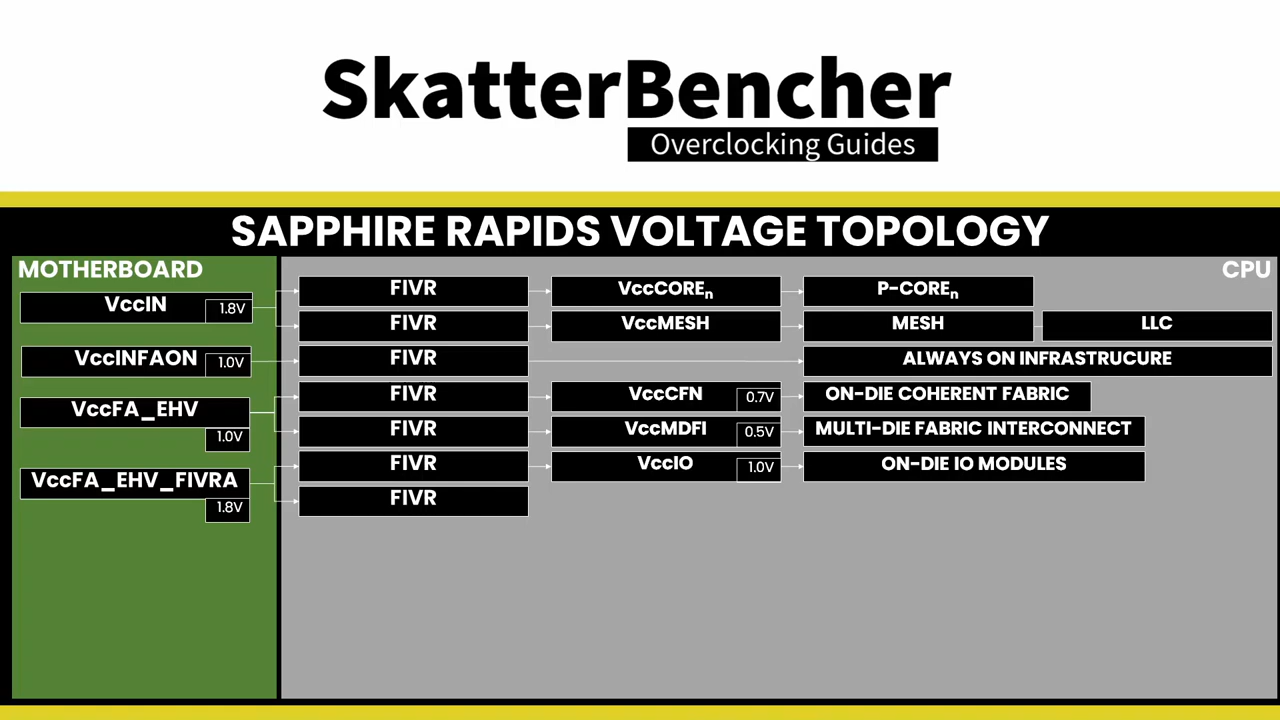 SkatterBencher
Overclocking Guides
SAPPHIRE RAPIDS VOLTAGE TOPOLOGY
MOTHERBOARD
CPU
VccIN 1.8V
FIVR
VccCOREn
P-COREn
FIVR
VccMESH
MESH
LLC
VccINFAON 1.0V
FIVR
ALWAYS ON INFRASTRUCURE
VccFA_EHV
1.0V
FIVR
VccCFN 0.7V
ON-DIE COHERENT FABRIC
FIVR
VccMDFI 0.5V
MULTI-DIE FABRIC INTERCONNECT
VccFA_EHV_FIVRA
1.8V
FIVR
VccIO 1.0V
ON-DIE IO MODULES
FIVR